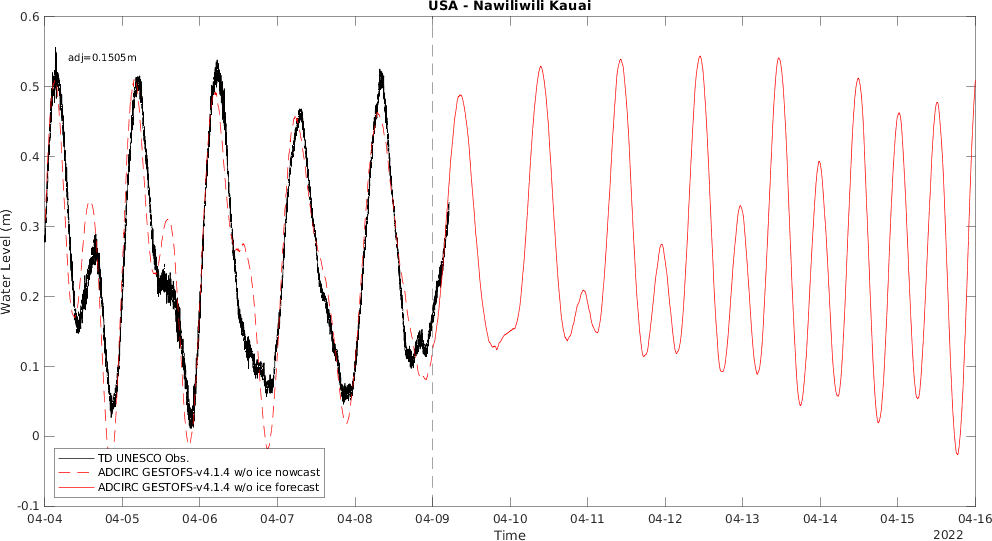 USA - Nawiliwili Kauai
adj=0.1505m
0.6
0.5
0.4
0.3
0.2
0.1
0
-0.1
Water Level (m)
TD UNESCO Obs.
ADCIRC GESTOFS-v4.1.4 w/o ice nowcast
ADCIRC GESTOFS-v4.1.4 w/o ice forecast
04-04 04-05 04-06 04-07 04-08 04-09 04-10 04-11 04-12 04-13 04-14 04-15 04-16
Time
2022